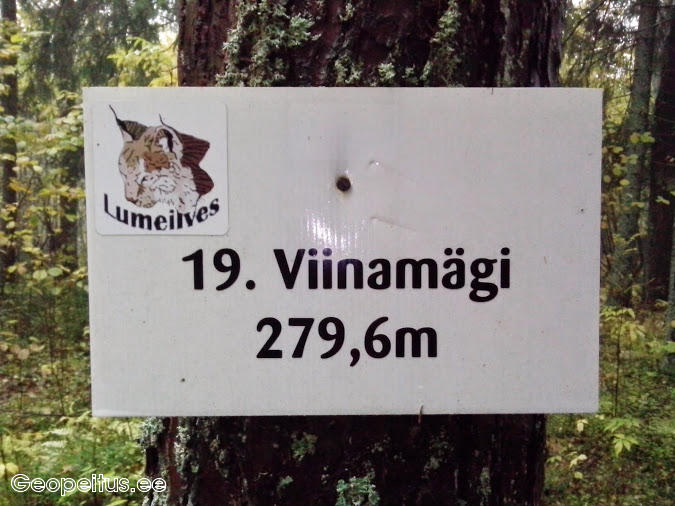 Lumeilves
19. Viinamägi
279,6m
Geopeitus.ee